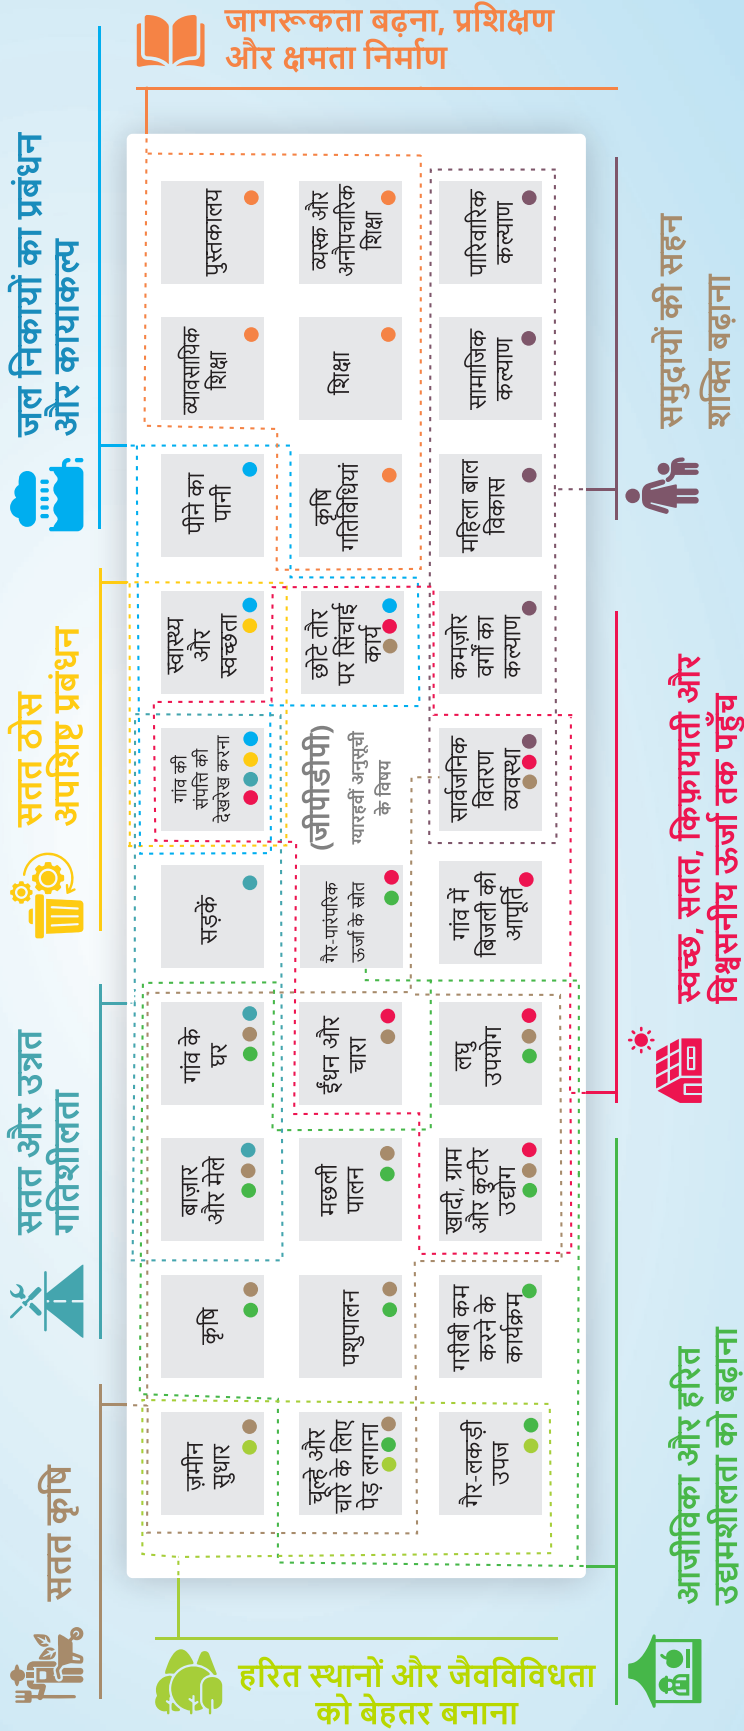 जागरूकता बढ़ना, प्रशिक्षण
और क्षमता निर्माण
जल निकायों का प्रबंधन
और कायाकल्प
सतत ठोस
अपशिष्ट प्रबंधन
सतत और उन्नत
गतिशीलता
सतत कृषि
पुस्तकालय
व्यस्क और
अनौपचारिक
शिक्षा
पारिवारिक
कल्याण
व्यावसायिक
शिक्षा
शिक्षा
सामाजिक
कल्याण
पीने का
पानी
कृषि
गतिविधियां
महिला बाल
विकास
स्वास्थ्य
और
स्वच्छता
छोटे तौर
पर सिंचाई
कार्य
कमज़ोर
वर्गों का
कल्याण
गांव की
संपत्ति की
देखरेख करना
(जीपीडीपी)
ग्यारहवीं अनुसूची
के विषय
सार्वजनिक
वितरण
व्यवस्था
सड़कें
गैर-पारंपरिक
ऊर्जा के स्रोत
गांव में
बिजली की
आपूर्ति
गांव के
घर
ईंधन और
चारा
लघु
उपयोग
बाज़ार
और मेले
मछली
पालन
खादी, ग्राम
और कुटीर
उद्योग
कृषि
पशुपालन
गरीबी कम
करने के
कार्यक्रम
ज़मीन
सुधार
चूल्हे और
चारे के लिए
पेड़ लगाना
गैर-लकड़ी
उपज
समुदायों की सहन
शक्ति बढ़ाना
स्वच्छ, सतत, किफ़ायाती और
विश्वसनीय ऊर्जा तक पहुँच
आजीविका और हरित
उद्यमशीलता को बढ़ाना
हरित स्थानों और जैवविविधता
को बेहतर बनाना